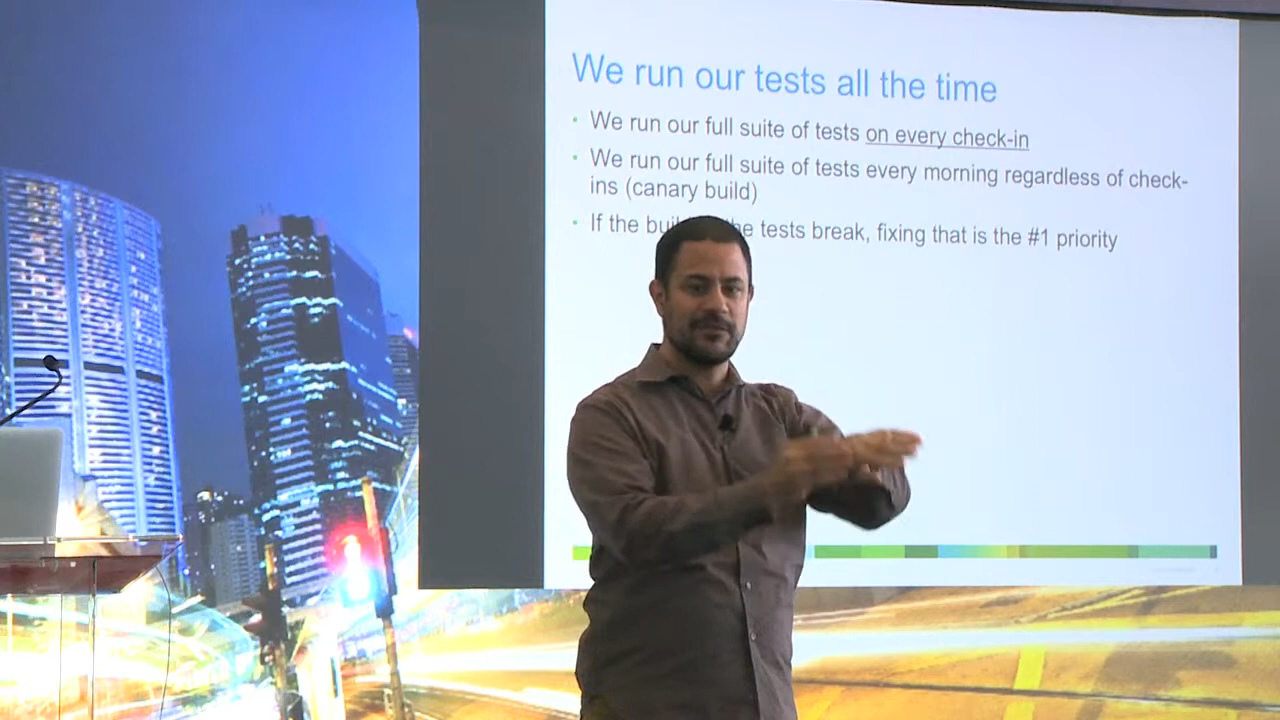 We run our tests all the time
• We run our full suite of tests on every check-in
• We run our full suite of tests every morning regardless of check-
ins (canary build)
• If the tests break, fixing that is the #1 priority